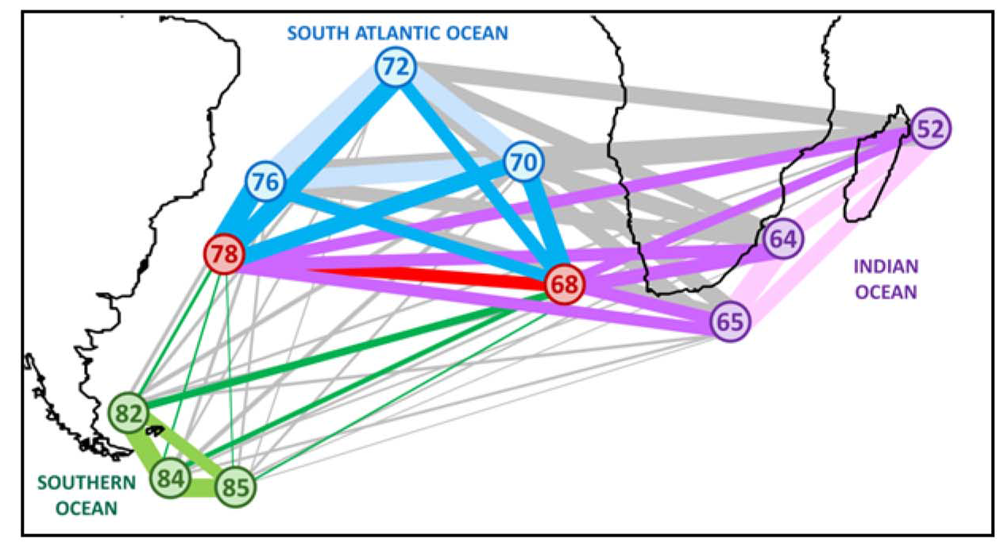 SOUTH ATLANTIC OCEAN
72
52
70
76
64
78
INDIAN
OCEAN
68
65
82
84
85
SOUTHERN
OCEAN